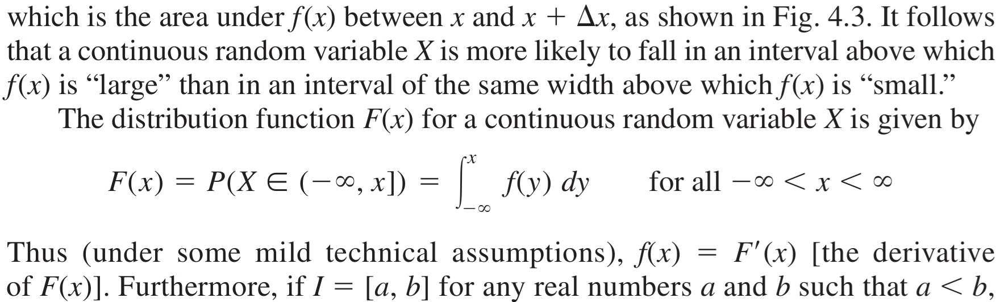 which is the area under f(x) between x and x + Δx, as shown in Fig. 4.3. It follows
that a continuous random variable X is more likely to fall in an interval above which
f(x) is “large” than in an interval of the same width above which f(x) is “small.”
The distribution function F(x) for a continuous random variable X is given by
F(x) = P(X ∈ (−∞, x]) = ∫_{−∞}^{x} f(y) dy for all −∞ < x < ∞
Thus (under some mild technical assumptions), f(x) = F′(x) [the derivative
of F(x)]. Furthermore, if I = [a, b] for any real numbers a and b such that a < b,